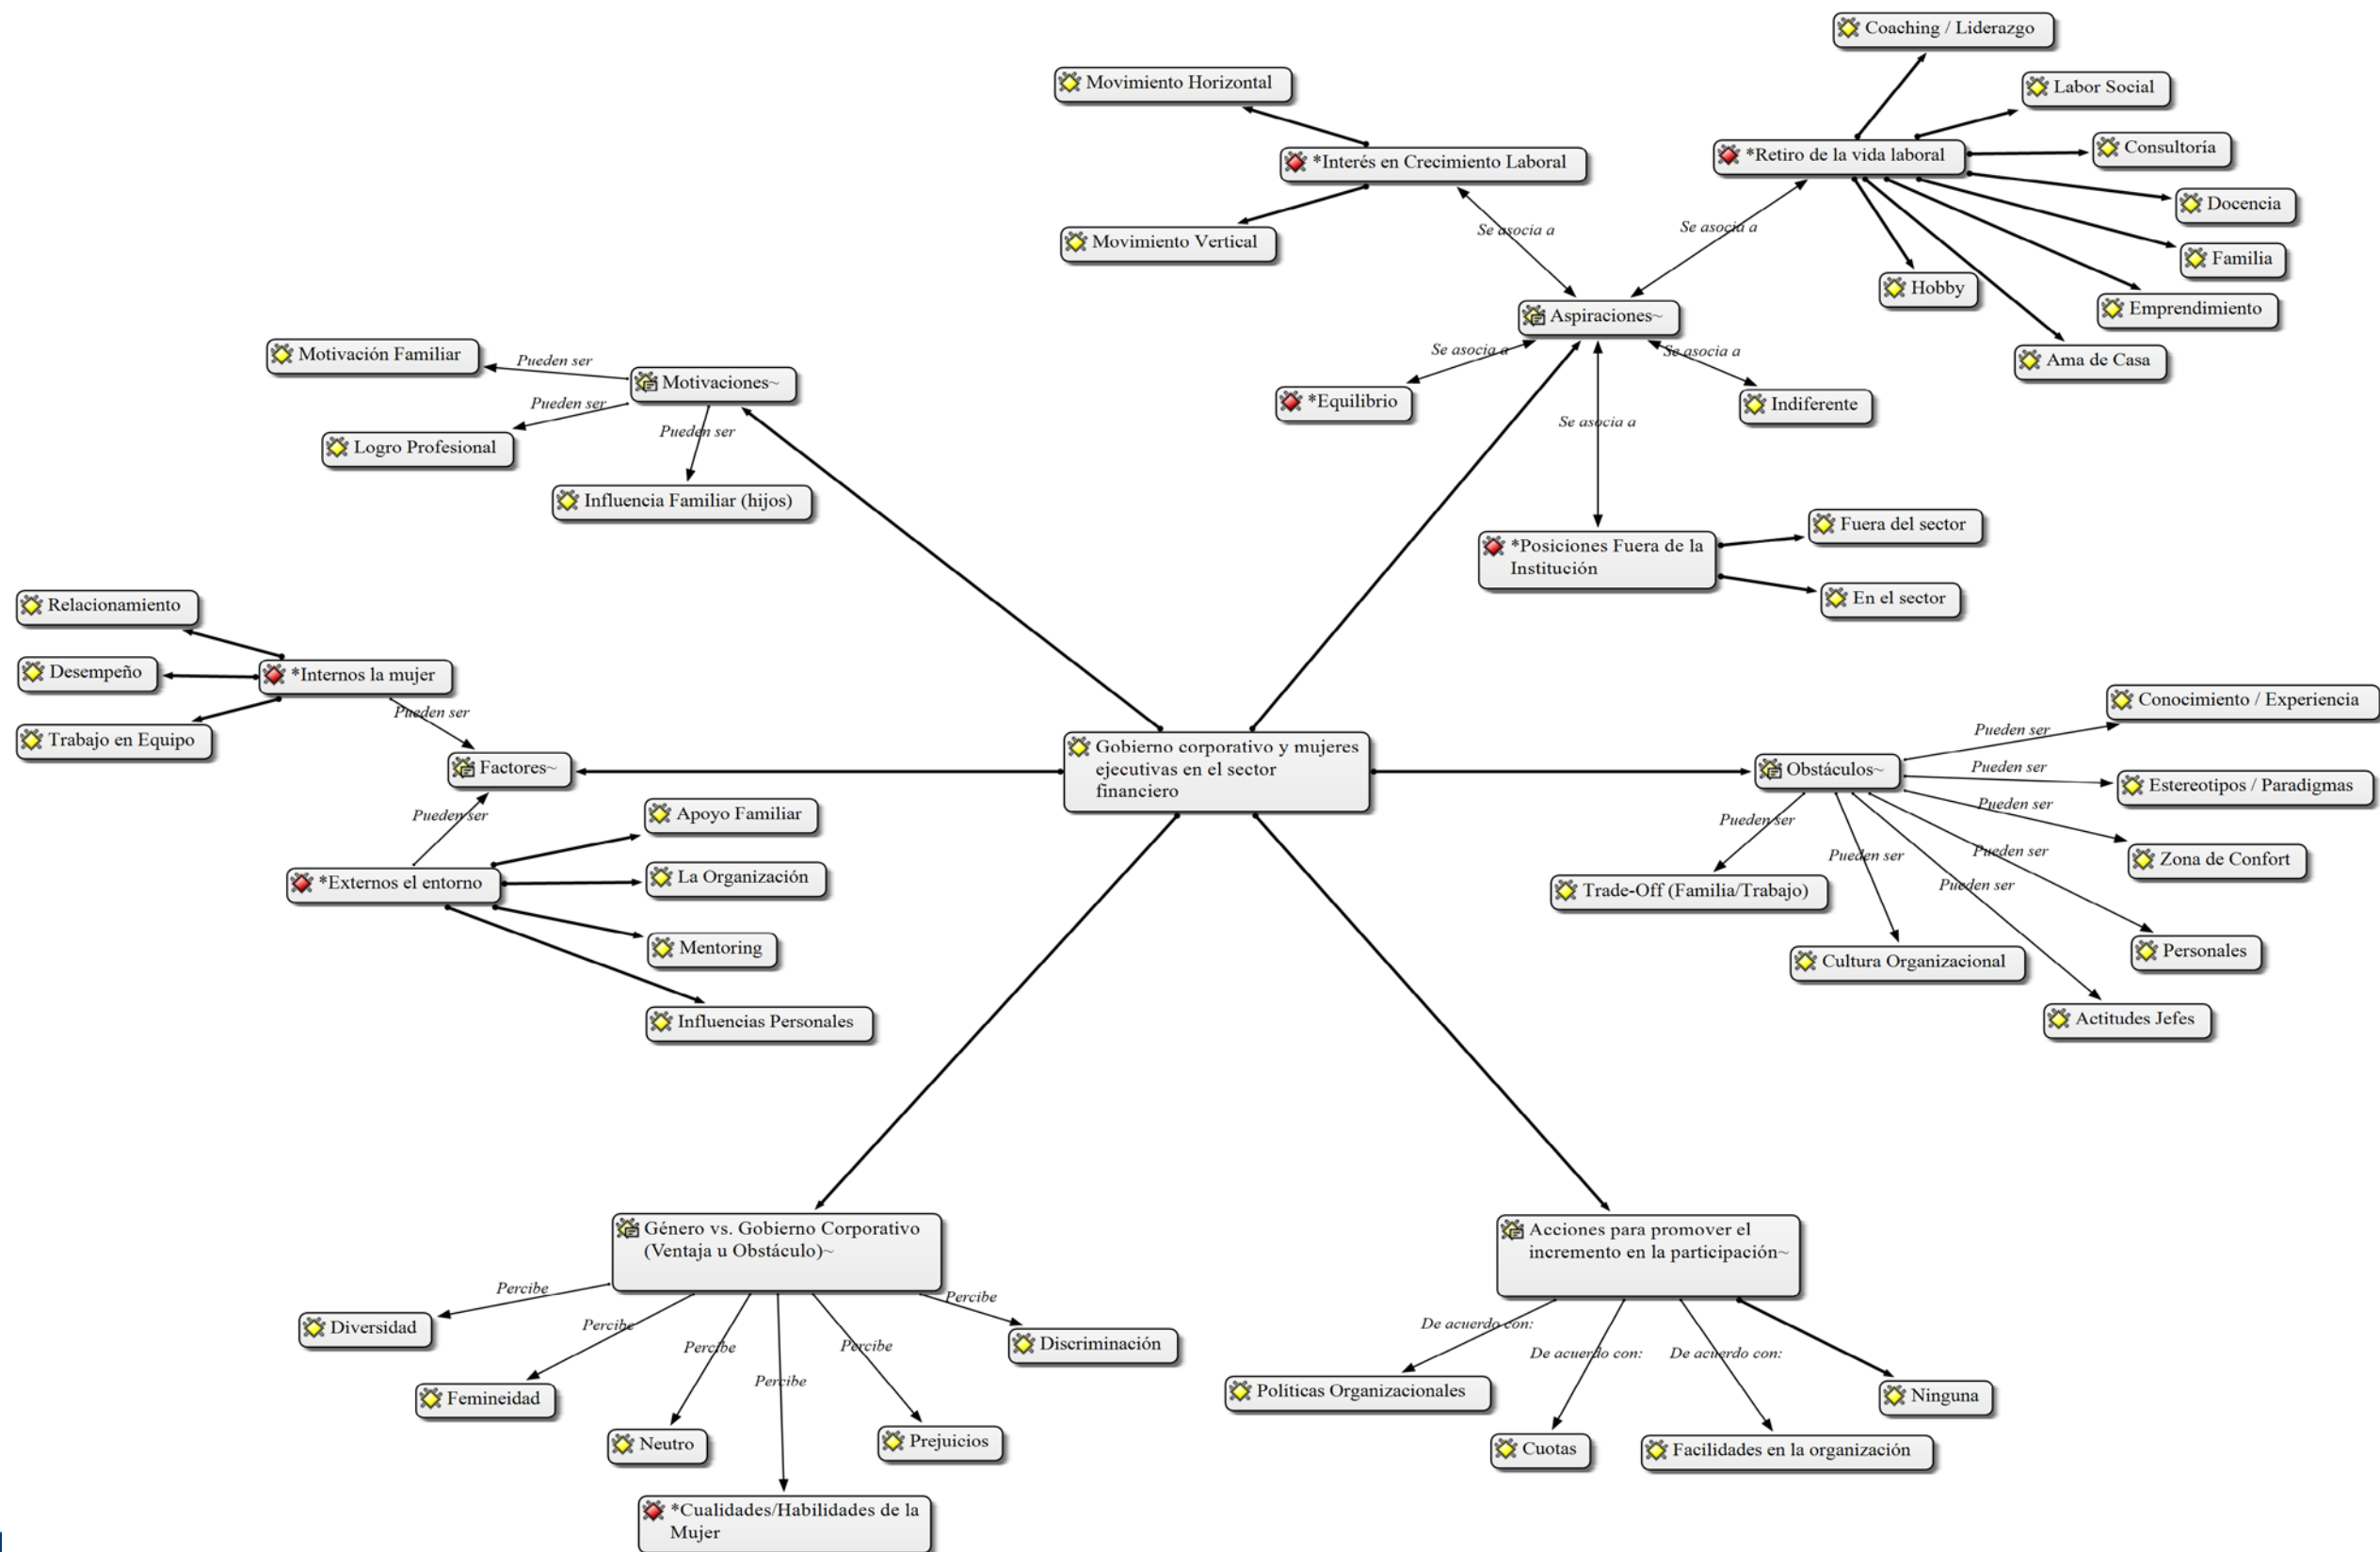 Coaching / Liderazgo
Movimiento Horizontal
Labor Social
*Interés en Crecimiento Laboral
*Retiro de la vida laboral
Consultoría
Docencia
Movimiento Vertical
Se asocia a
Se asocia a
Familia
Hobby
Emprendimiento
Aspiraciones~
Motivación Familiar
Pueden ser
Motivaciones~
Se asocia a
Se asocia a
Ama de Casa
Pueden ser
*Equilibrio
Indiferente
Pueden ser
Se asocia a
Logro Profesional
Influencia Familiar (hijos)
Fuera del sector
*Posiciones Fuera de la
Institución
En el sector
Relacionamiento
Desempeño
*Internos la mujer
Pueden ser
Trabajo en Equipo
Factores~
Gobierno corporativo y mujeres
ejecutivas en el sector
financiero
Conocimiento / Experiencia
Pueden ser
Obstáculos~
Pueden ser
Estereotipos / Paradigmas
Pueden ser
Pueden ser
Apoyo Familiar
Pueden ser
Pueden ser
Pueden ser
Zona de Confort
*Externos el entorno
La Organización
Pueden ser
Trade-Off (Familia/Trabajo)
Mentoring
Cultura Organizacional
Personales
Influencias Personales
Actitudes Jefes
Género vs. Gobierno Corporativo
(Ventaja u Obstáculo)~
Acciones para promover el
incremento en la participación~
Percibe
Percibe
Diversidad
Percibe
Percibe
Percibe
Discriminación
De acuerdo con:
De acuerdo con:
De acuerdo con:
Percibe
Femineidad
Políticas Organizacionales
Ninguna
Neutro
Prejuicios
Cuotas
Facilidades en la organización
*Cualidades/Habilidades de la
Mujer